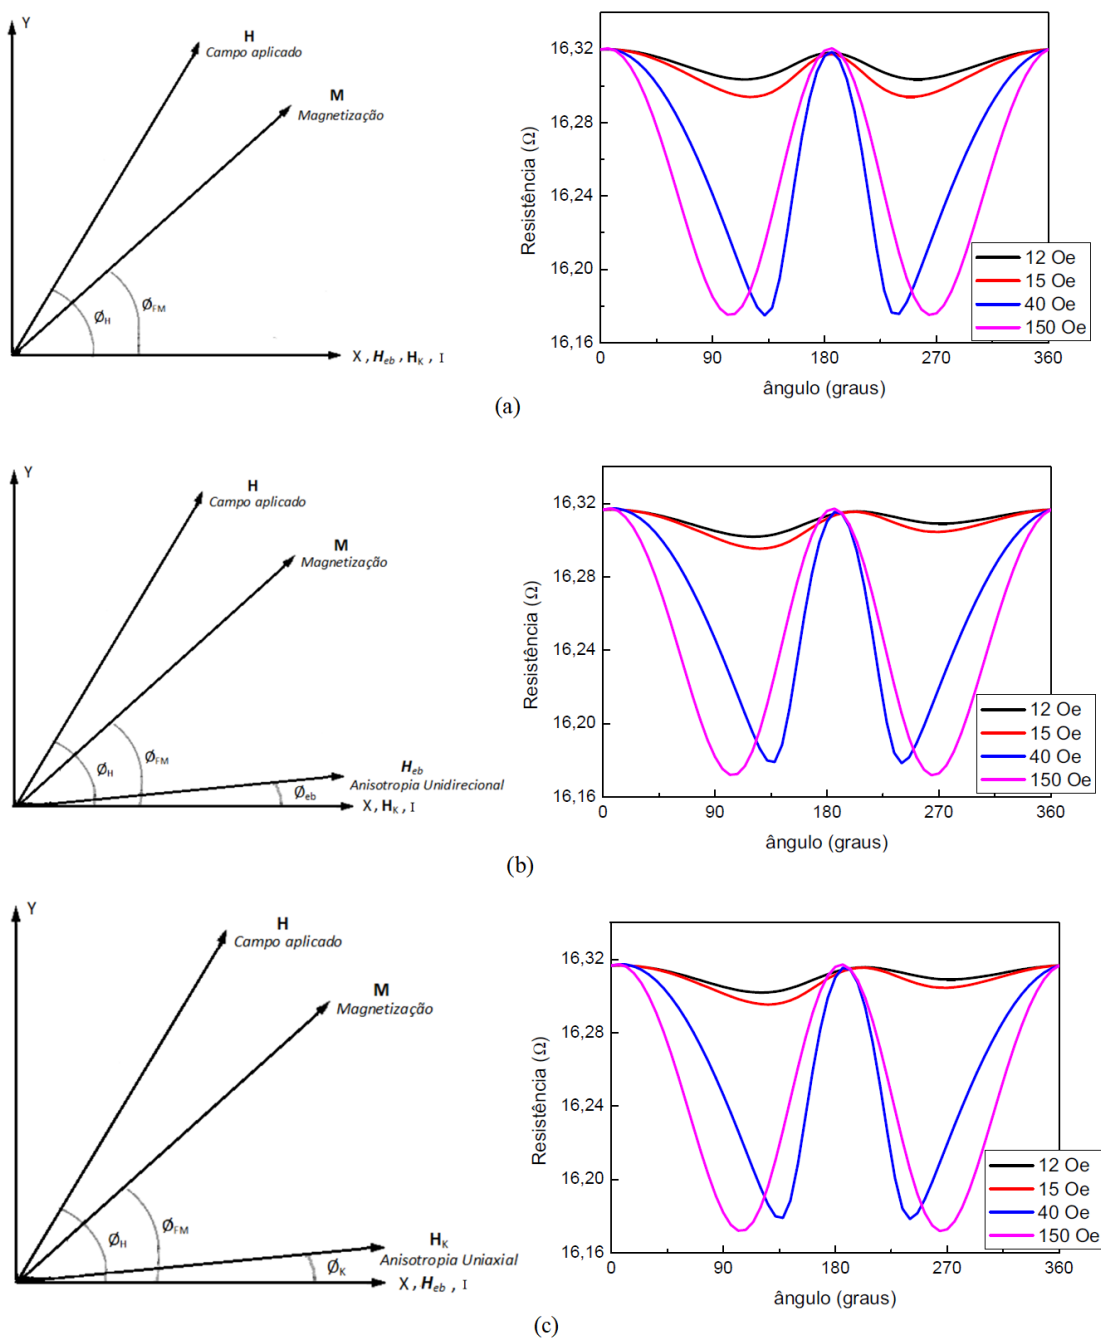 Y
H
Campo aplicado
M
Magnetização
ØH
ØFM
X , Heb , HK , I
Resistência (Ω)
16,32
16,28
16,24
16,20
16,16
0
90
180
270
360
ângulo (graus)
12 Oe
15 Oe
40 Oe
150 Oe
(a)
Y
H
Campo aplicado
M
Magnetização
ØH
ØFM
Heb
Anisotropia Unidirecional
Øeb
X , HK , I
Resistência (Ω)
16,32
16,28
16,24
16,20
16,16
0
90
180
270
360
ângulo (graus)
12 Oe
15 Oe
40 Oe
150 Oe
(b)
Y
H
Campo aplicado
M
Magnetização
ØH
ØFM
HK
Anisotropia Uniaxial
ØK
X , Heb , I
Resistência (Ω)
16,32
16,28
16,24
16,20
16,16
0
90
180
270
360
ângulo (graus)
12 Oe
15 Oe
40 Oe
150 Oe
(c)